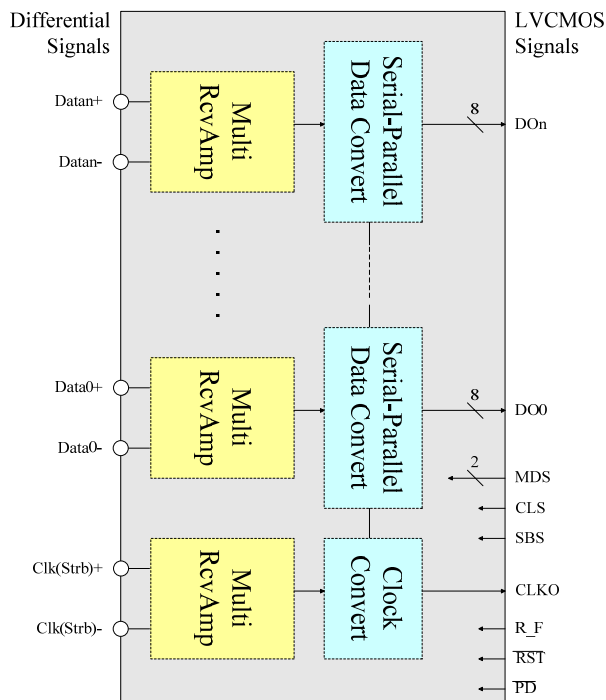 Differential
Signals
LVCMOS
Signals
Datan+
Datan-
Multi
RcvAmp
Serial-Parallel
Data Convert
8
DOn
Data0+
Data0-
Multi
RcvAmp
Serial-Parallel
Data Convert
8
DO0
2
MDS
CLS
SBS
Clk(Strb)+
Clk(Strb)-
Multi
RcvAmp
Clock
Convert
CLKO
R_F
RST
PD